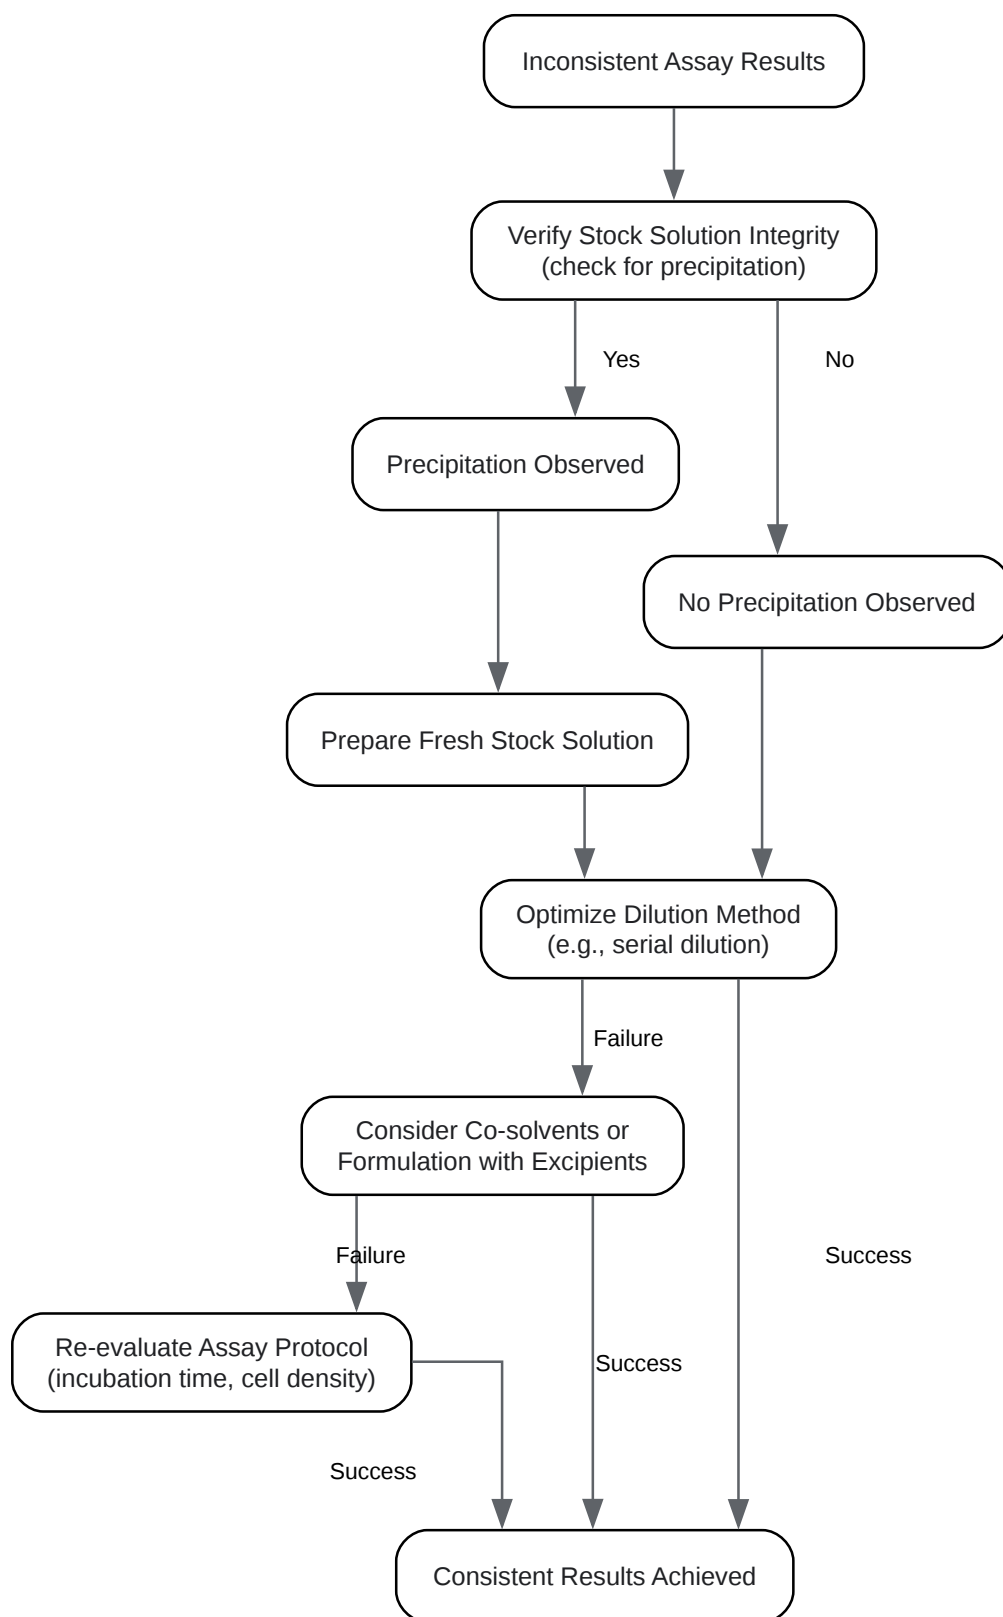 Inconsistent Assay Results
Verify Stock Solution Integrity
(check for precipitation)
Yes
No
Precipitation Observed
No Precipitation Observed
Prepare Fresh Stock Solution
Optimize Dilution Method
(e.g., serial dilution)
Failure
Consider Co-solvents or
Formulation with Excipients
Failure
Success
Re-evaluate Assay Protocol
(incubation time, cell density)
Success
Success
Consistent Results Achieved